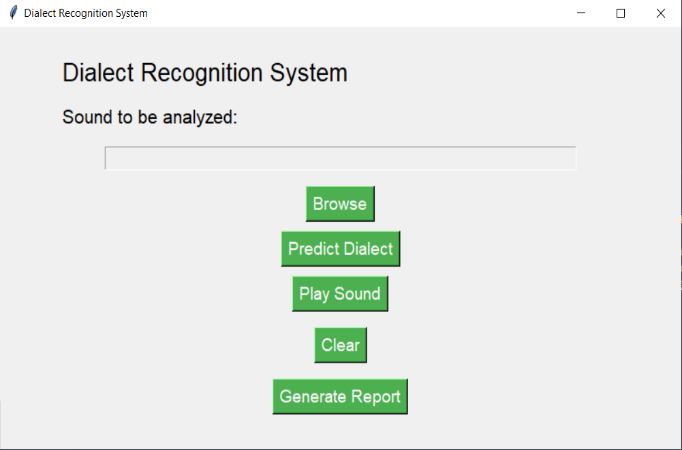 Dialect Recognition System
Dialect Recognition System
Sound to be analyzed:
Browse
Predict Dialect
Play Sound
Clear
Generate Report